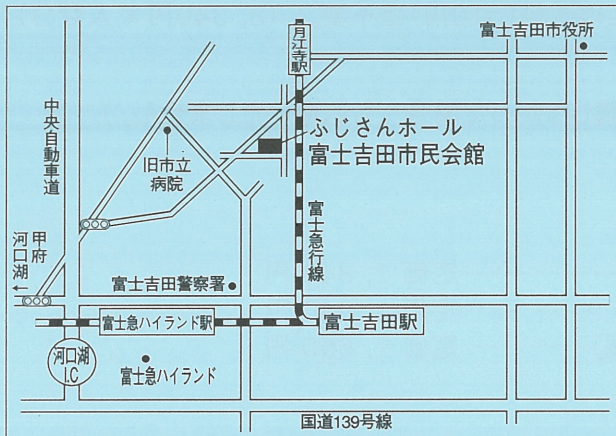 月江寺駅
富士吉田市役所
中央自動車道
ふじさんホール
富士吉田市民会館
旧市立
病院
甲府
河口湖
←
富士急行線
富士吉田警察署
富士急ハイランド駅
富士吉田駅
河口湖
I.C
富士急ハイランド
国道139号線